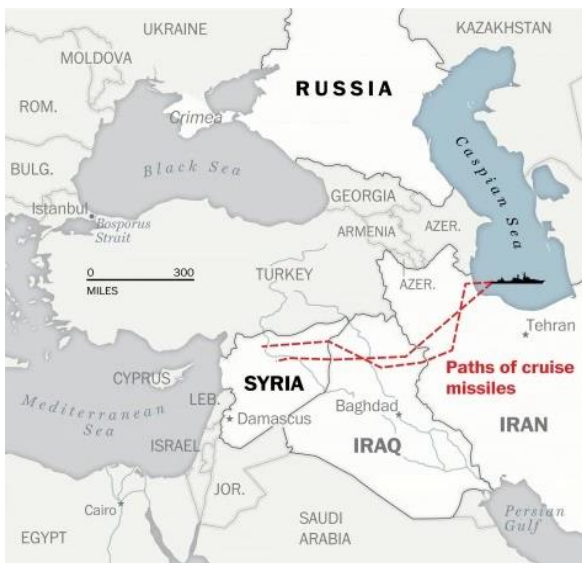 UKRAINE
KAZAKHSTAN
MOLDOVA
RUSSIA
ROM.
Crimea
Caspian Sea
Black Sea
BULG.
GEORGIA
Istanbul
Bosporus
Strait
ARMENIA
AZER.
0 300
MILES
TURKEY
AZER.
Tehran
Paths of cruise
missiles
CYPRUS
SYRIA
Mediterranean
Sea
LEB.
Damascus
Baghdad
IRAN
ISRAEL
IRAQ
JOR.
Cairo
Persian
Gulf
EGYPT
SAUDI
ARABIA